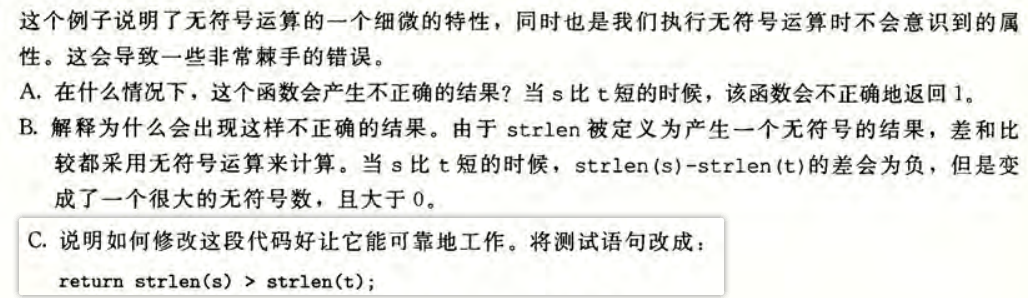 这个例子说明了无符号运算的一个细微的特性，同时也是我们执行无符号运算时不会意识到的属
性。这会导致一些非常棘手的错误。
A. 在什么情况下，这个函数会产生不正确的结果？当 s 比 t 短的时候，该函数会不正确地返回 1。
B. 解释为什么会出现这样不正确的结果。由于 strlen 被定义为产生一个无符号的结果，差和比
较都采用无符号运算来计算。当 s 比 t 短的时候，strlen(s)-strlen(t)的差会为负，但是变
成了一个很大的无符号数，且大于 0。
C. 说明如何修改这段代码好让它能可靠地工作。将测试语句改成：
return strlen(s) > strlen(t);